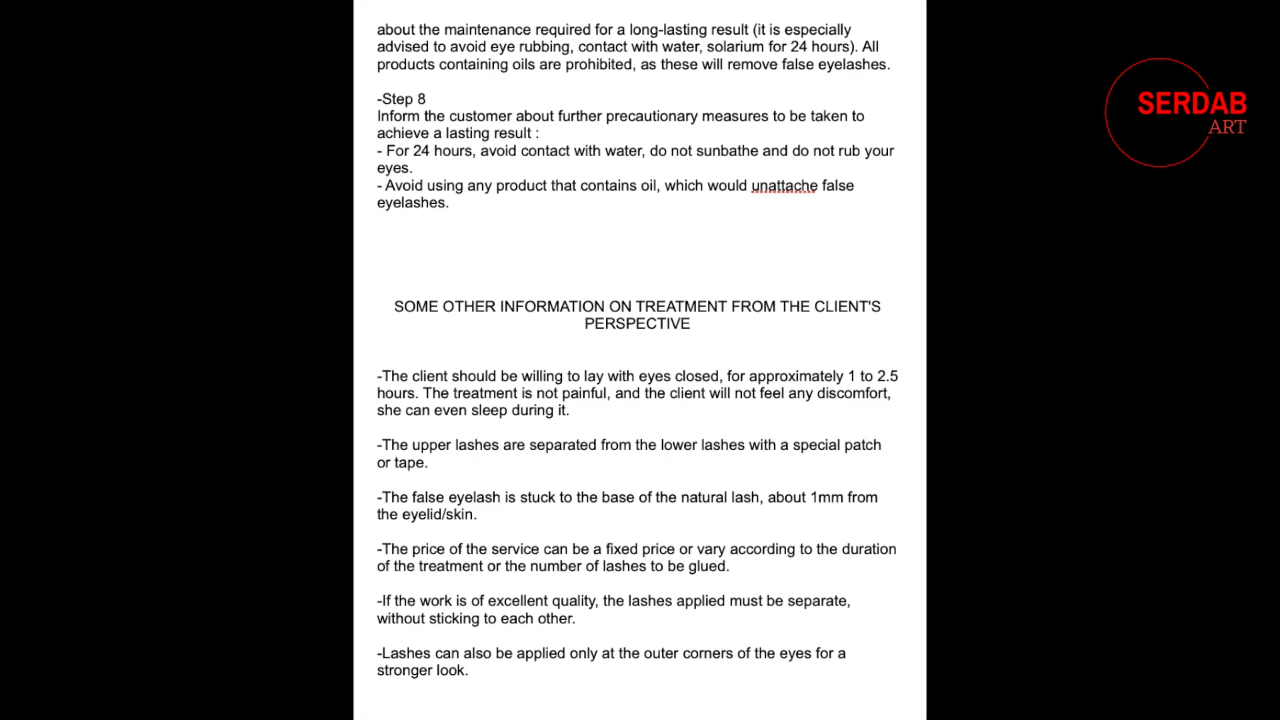 about the maintenance required for a long-lasting result (it is especially
advised to avoid eye rubbing, contact with water, solarium for 24 hours). All
products containing oils are prohibited, as these will remove false eyelashes.
-Step 8
Inform the customer about further precautionary measures to be taken to
achieve a lasting result :
- For 24 hours, avoid contact with water, do not sunbathe and do not rub your
eyes.
- Avoid using any product that contains oil, which would unattache false
eyelashes.
SOME OTHER INFORMATION ON TREATMENT FROM THE CLIENT'S
PERSPECTIVE
-The client should be willing to lay with eyes closed, for approximately 1 to 2.5
hours. The treatment is not painful, and the client will not feel any discomfort,
she can even sleep during it.
-The upper lashes are separated from the lower lashes with a special patch
or tape.
-The false eyelash is stuck to the base of the natural lash, about 1mm from
the eyelid/skin.
-The price of the service can be a fixed price or vary according to the duration
of the treatment or the number of lashes to be glued.
-If the work is of excellent quality, the lashes applied must be separate,
without sticking to each other.
-Lashes can also be applied only at the outer corners of the eyes for a
stronger look.
SERDAB
ART